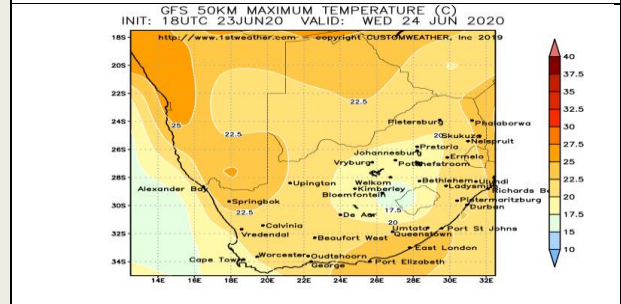 GFS 50KM MAXIMUM TEMPERATURE (C)
INIT: 18UTC 23JUN20 VALID: WED 24 JUN 2020
http://www.1stweather.com – copyright CUSTOMWEATHER, Inc 2019
18S
20S
22S
24S
26S
28S
30S
32S
34S
14E 16E 18E 20E 22E 24E 26E 28E 30E 32E
22.5
25
22.5
Pietersburg
Phalaborwa
20 Skukuza
Nelspruit
Pretoria
Johannesburg
Ermelo
Vryburg
Potchefstroom
Alexander Bay
Upington
Welkom
Bethlehem
Ulundi
Kimberley
Ladysmith
Richards B
Bloemfontein
Springbok
22.5
17.5
Pietermaritzburg
Durban
De Aar
20
Calvinia
Vredendal
Umtata
Port St Johns
Queenstown
Beaufort West
East London
Cape Town
Worcester
Oudtshoorn
George
Port Elizabeth
40
37.5
35
32.5
30
27.5
25
22.5
20
17.5
15
10